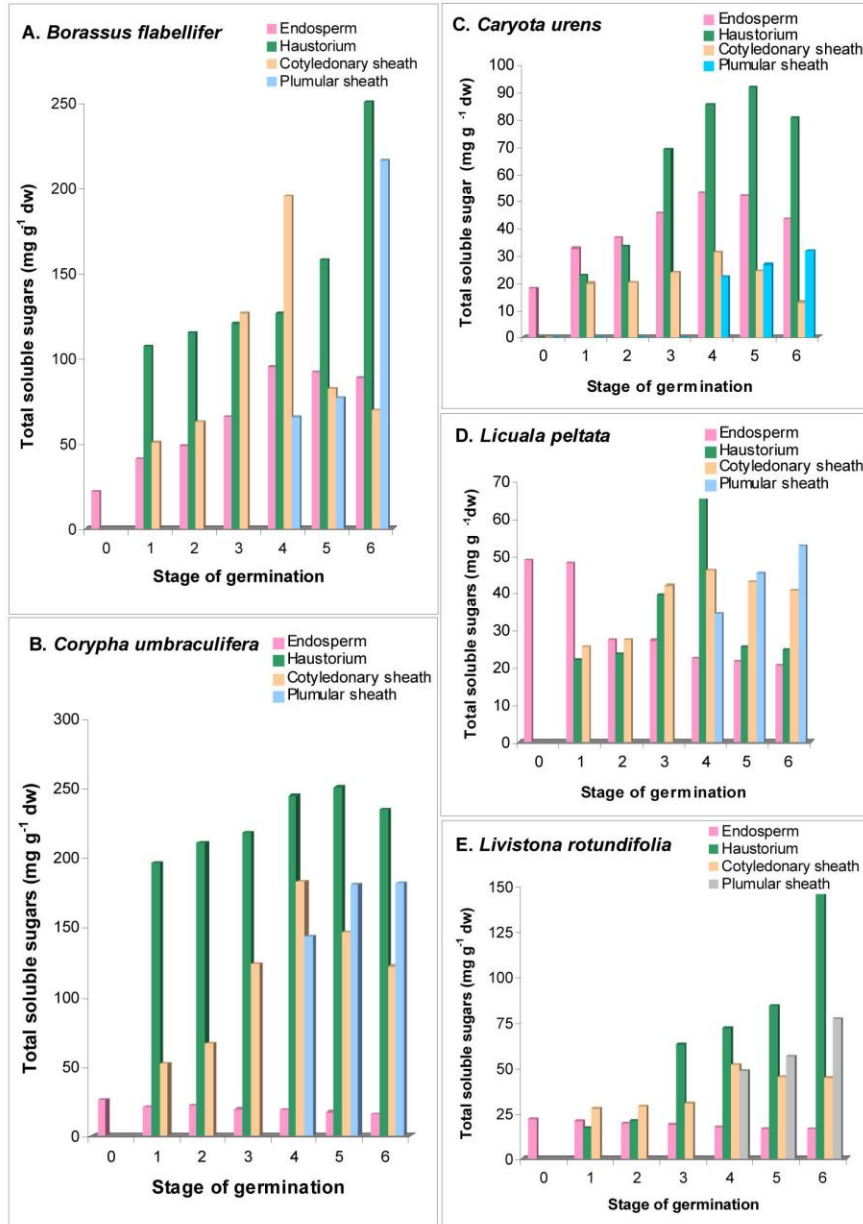 A. Borassus flabellifer
Endosperm
Haustorium
Cotyledonary sheath
Plumular sheath
Total soluble sugars (mg g⁻¹ dw)
250
200
150
100
50
0
0 1 2 3 4 5 6
Stage of germination
B. Corypha umbraculifera
Endosperm
Haustorium
Cotyledonary sheath
Plumular sheath
Total soluble sugars (mg g⁻¹ dw)
300
250
200
150
100
50
0
0 1 2 3 4 5 6
Stage of germination
C. Caryota urens
Endosperm
Haustorium
Cotyledonary sheath
Plumular sheath
Total soluble sugar (mg g ⁻¹ dw)
100
90
80
70
60
50
40
30
20
10
0
0 1 2 3 4 5 6
Stage of germination
D. Licuala peltata
Endosperm
Haustorium
Cotyledonary sheath
Plumular sheath
Total soluble sugars (mg g ⁻¹dw)
70
60
50
40
30
20
10
0
0 1 2 3 4 5 6
Stage of germination
E. Livistona rotundifolia
Endosperm
Haustorium
Cotyledonary sheath
Plumular sheath
Total soluble sugars (mg g⁻¹ dw)
150
125
100
75
50
25
0
0 1 2 3 4 5 6
Stage of germination